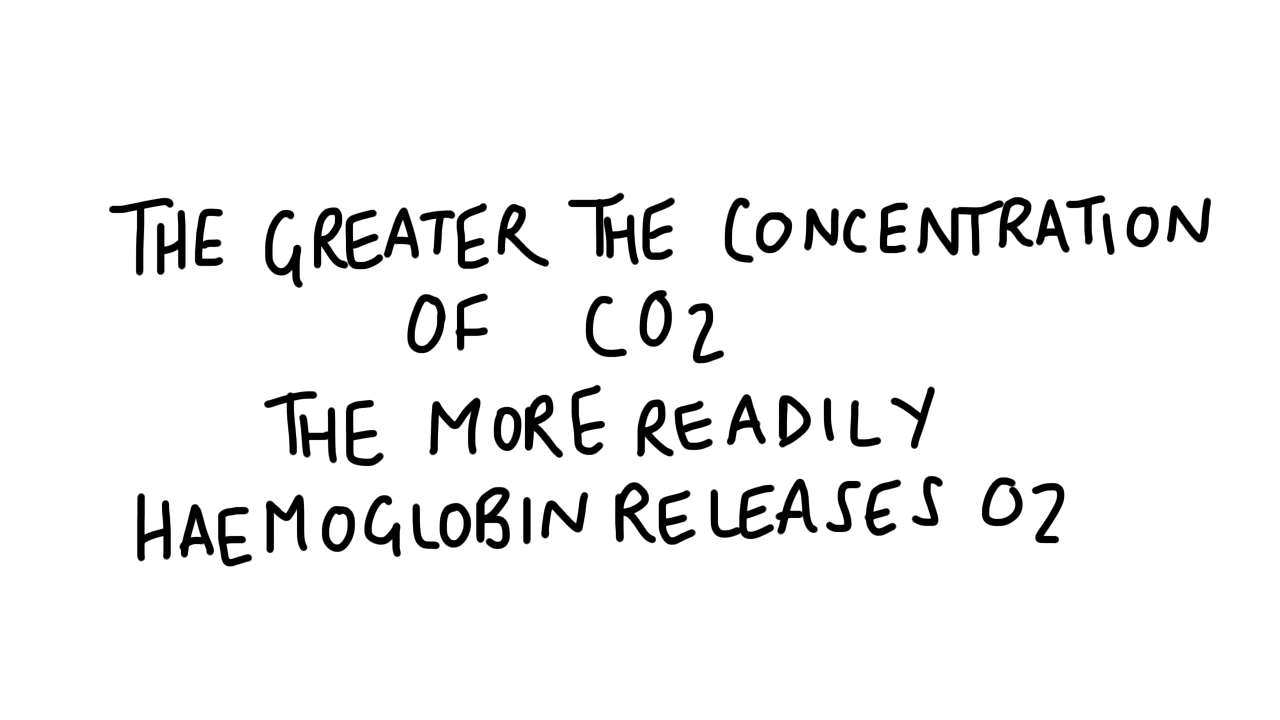 THE GREATER THE CONCENTRATION
OF CO2
THE MORE READILY
HAEMOGLOBIN RELEASES O2